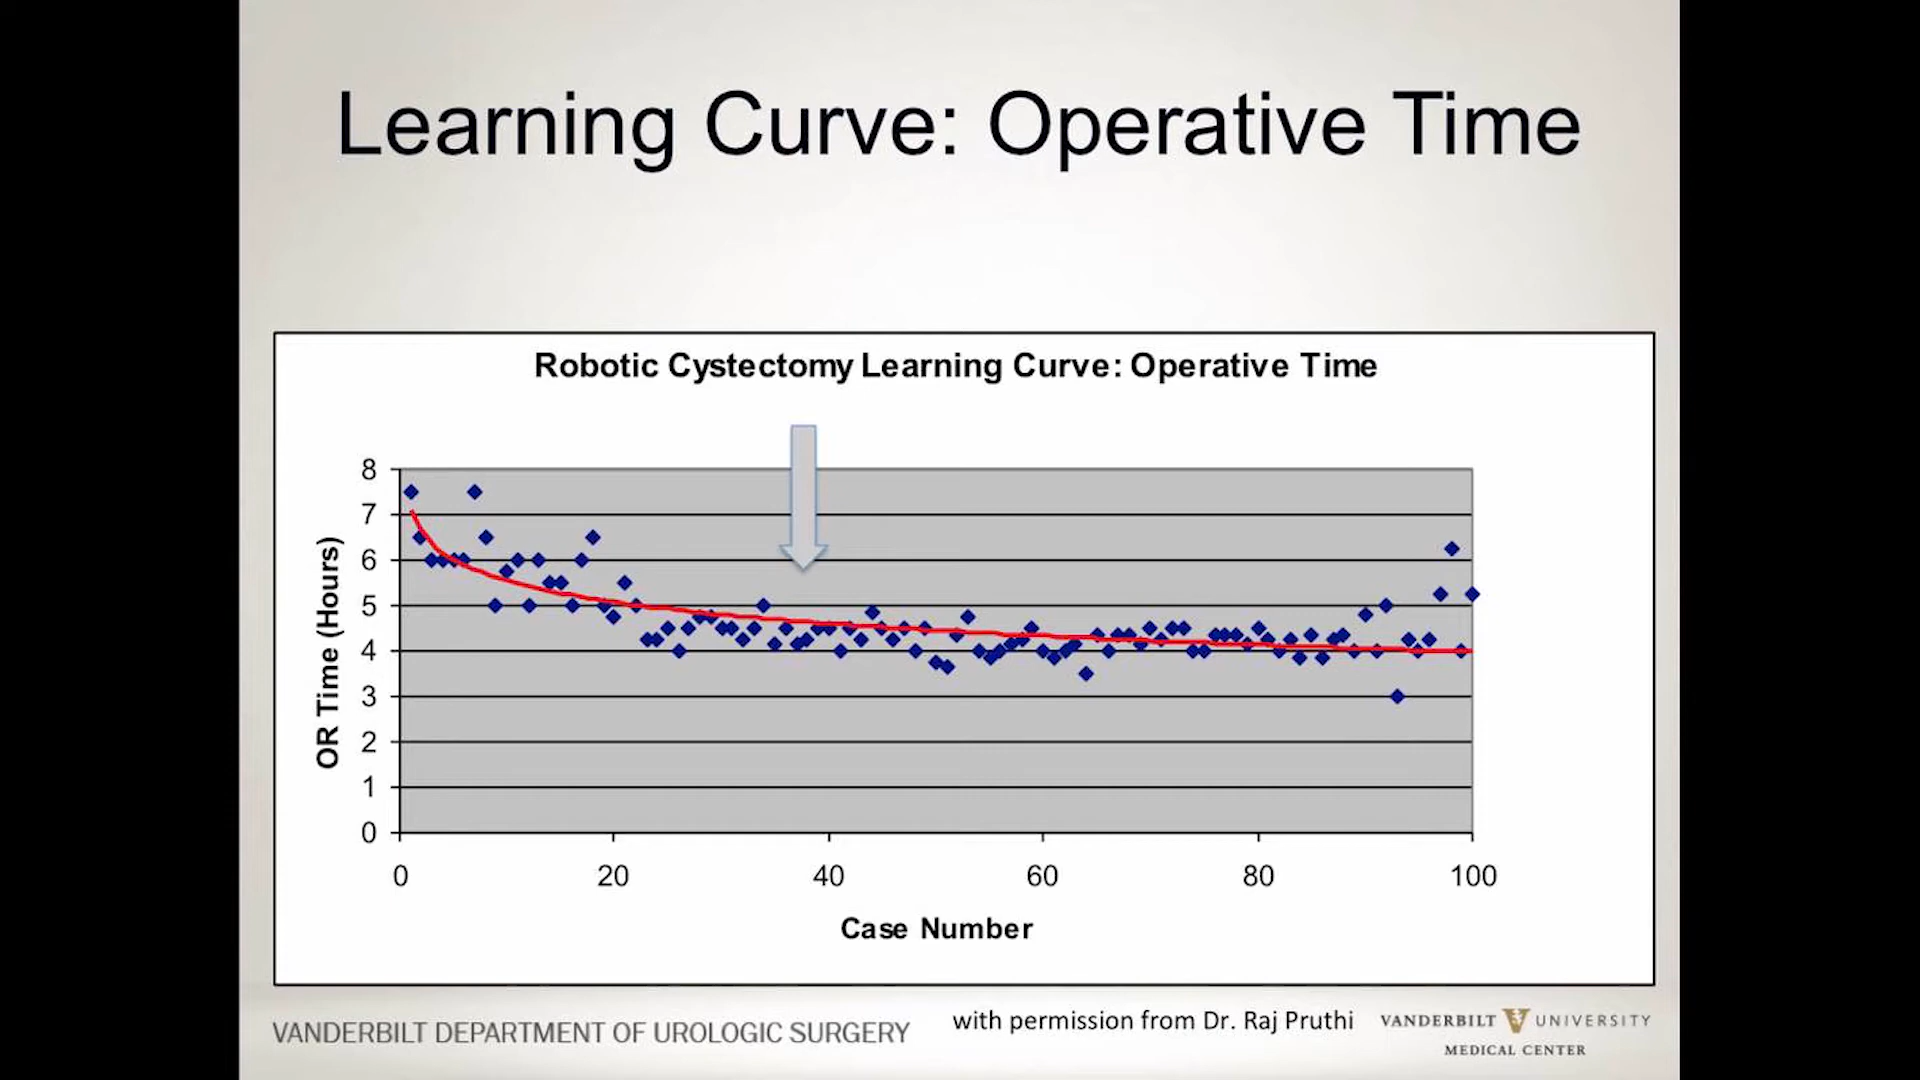 Learning Curve: Operative Time
Robotic Cystectomy Learning Curve: Operative Time
OR Time (Hours)
8
7
6
5
4
3
2
1
0
0 20 40 60 80 100
Case Number
VANDERBILT DEPARTMENT OF UROLOGIC SURGERY
with permission from Dr. Raj Pruthi
VANDERBILT UNIVERSITY
MEDICAL CENTER